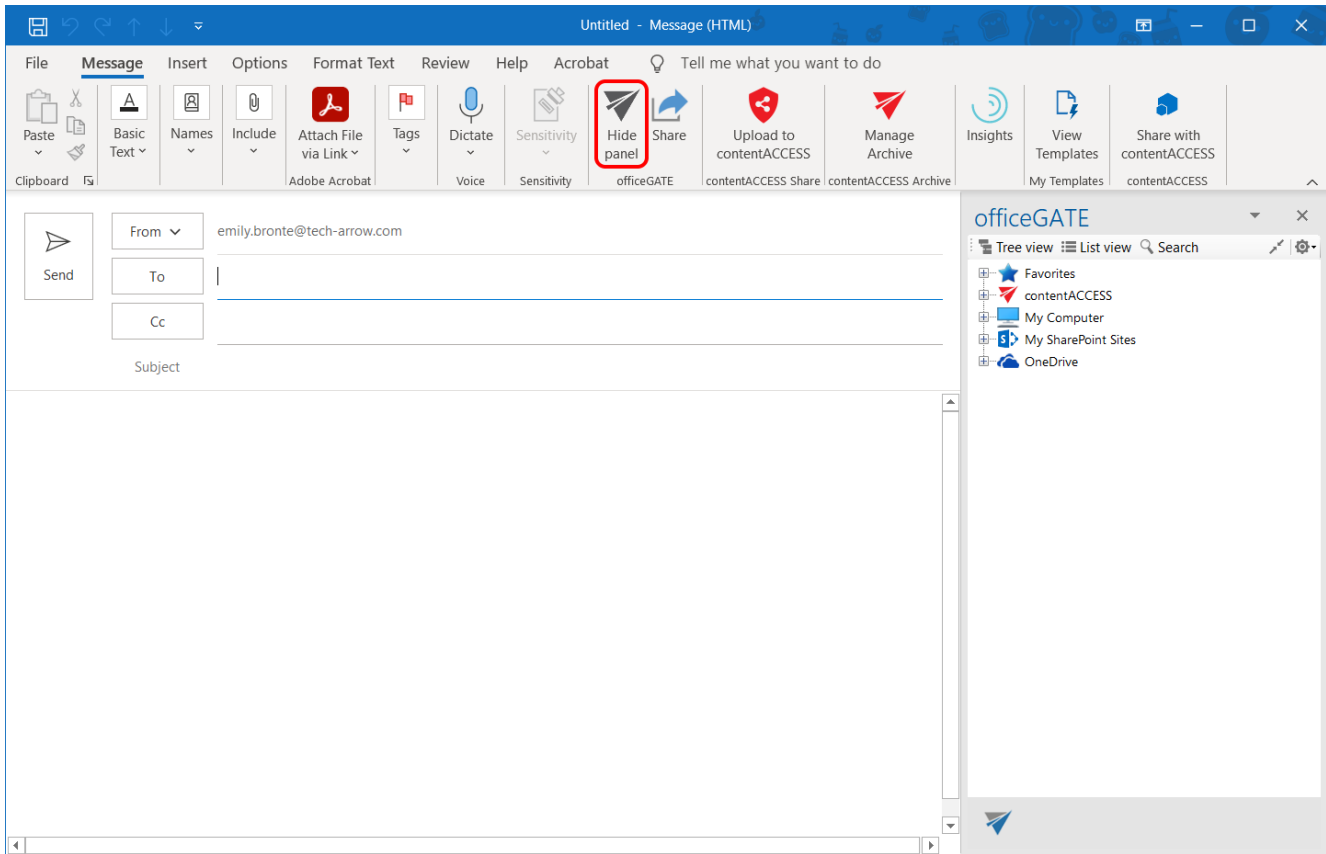 Untitled - Message (HTML)
File Message Insert Options Format Text Review Help Acrobat Tell me what you want to do
Paste
Basic Text
Names
Include
Attach File via Link
Tags
Dictate
Sensitivity
Hide panel
Share
Upload to contentACCESS
Manage Archive
Insights
View Templates
Share with contentACCESS
Clipboard Adobe Acrobat Voice Sensitivity officeGATE contentACCESS Share contentACCESS Archive My Templates contentACCESS
Send
From emily.bronte@tech-arrow.com
To
Cc
Subject
officeGATE
Tree view List view Search
Favorites
contentACCESS
My Computer
My SharePoint Sites
OneDrive